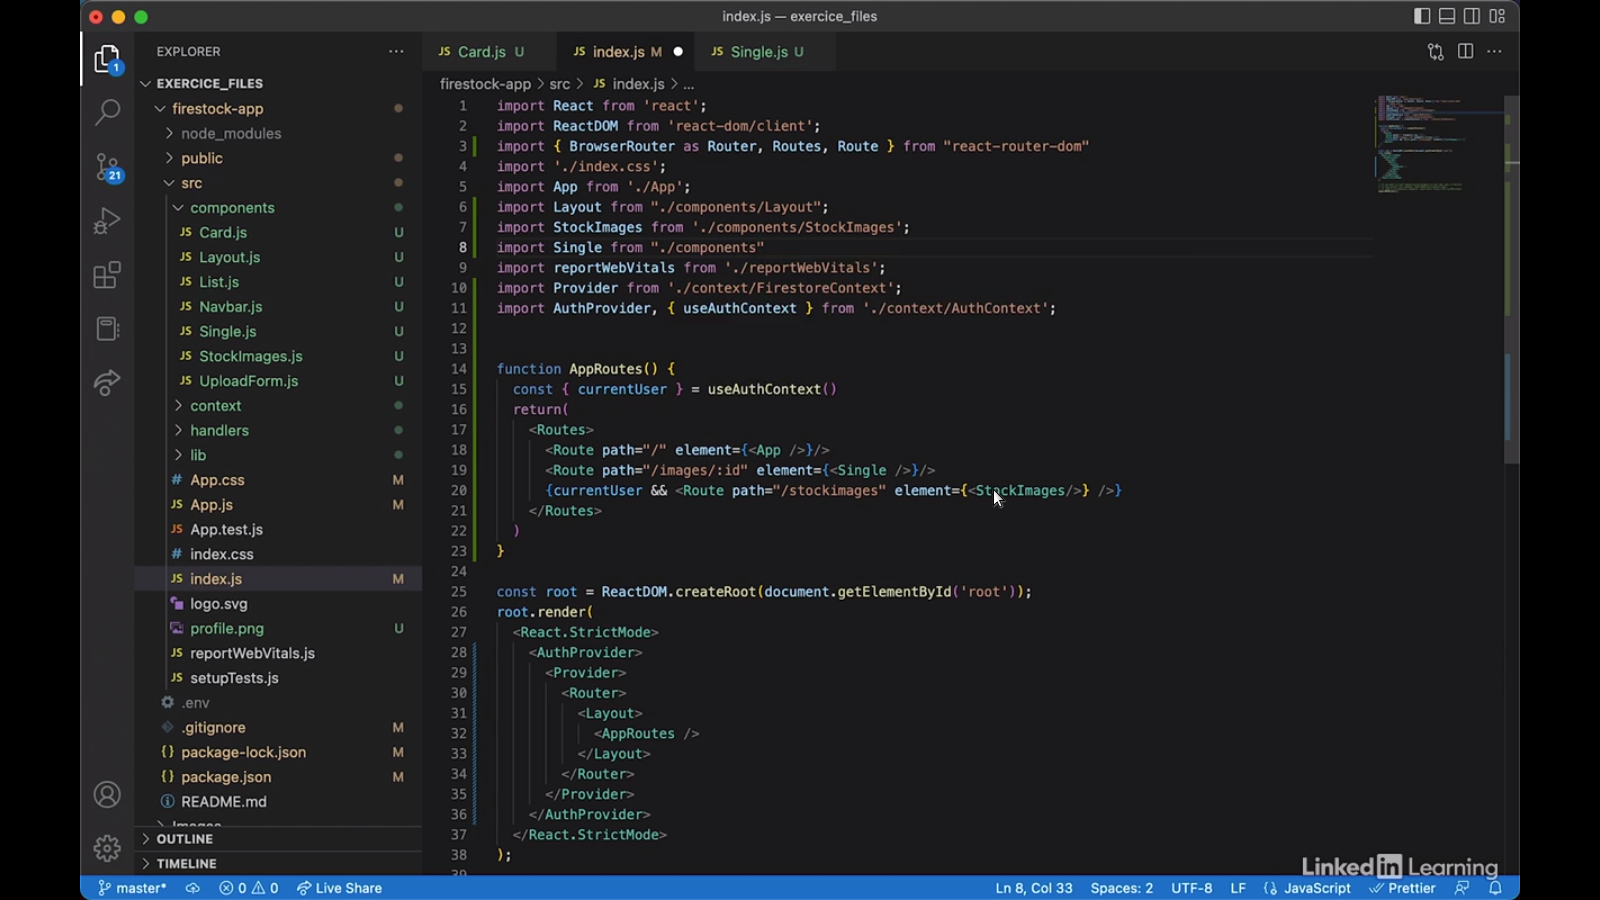 index.js — exercice_files
EXPLORER
EXERCICE_FILES
firestock-app
node_modules
public
src
components
JS Card.js U
JS Layout.js U
JS List.js U
JS Navbar.js U
JS Single.js U
JS StockImages.js U
JS UploadForm.js U
context
handlers
lib
# App.css M
JS App.js M
JS App.test.js
# index.css
JS index.js M
logo.svg
profile.png U
JS reportWebVitals.js
JS setupTests.js
.env
.gitignore M
{} package-lock.json M
{} package.json M
README.md
OUTLINE
TIMELINE
1
21
JS Card.js U
JS index.js M
JS Single.js U
firestock-app > src > JS index.js > ...
1 import React from 'react';
2 import ReactDOM from 'react-dom/client';
3 import { BrowserRouter as Router, Routes, Route } from "react-router-dom"
4 import './index.css';
5 import App from './App';
6 import Layout from "./components/Layout";
7 import StockImages from './components/StockImages';
8 import Single from "./components"
9 import reportWebVitals from './reportWebVitals';
10 import Provider from './context/FirestoreContext';
11 import AuthProvider, { useAuthContext } from './context/AuthContext';
12
13
14 function AppRoutes() {
15 const { currentUser } = useAuthContext()
16 return(
17 <Routes>
18 <Route path="/" element={<App />}/>
19 <Route path="/images/:id" element={<Single />}/>
20 {currentUser && <Route path="/stockimages" element={<StockImages/>} />}
21 </Routes>
22 )
23 }
24
25 const root = ReactDOM.createRoot(document.getElementById('root'));
26 root.render(
27 <React.StrictMode>
28 <AuthProvider>
29 <Provider>
30 <Router>
31 <Layout>
32 <AppRoutes />
33 </Layout>
34 </Router>
35 </Provider>
36 </AuthProvider>
37 </React.StrictMode>
38 );
LinkedIn Learning
master* 0 0 Live Share
Ln 8, Col 33 Spaces: 2 UTF-8 LF {} JavaScript Prettier